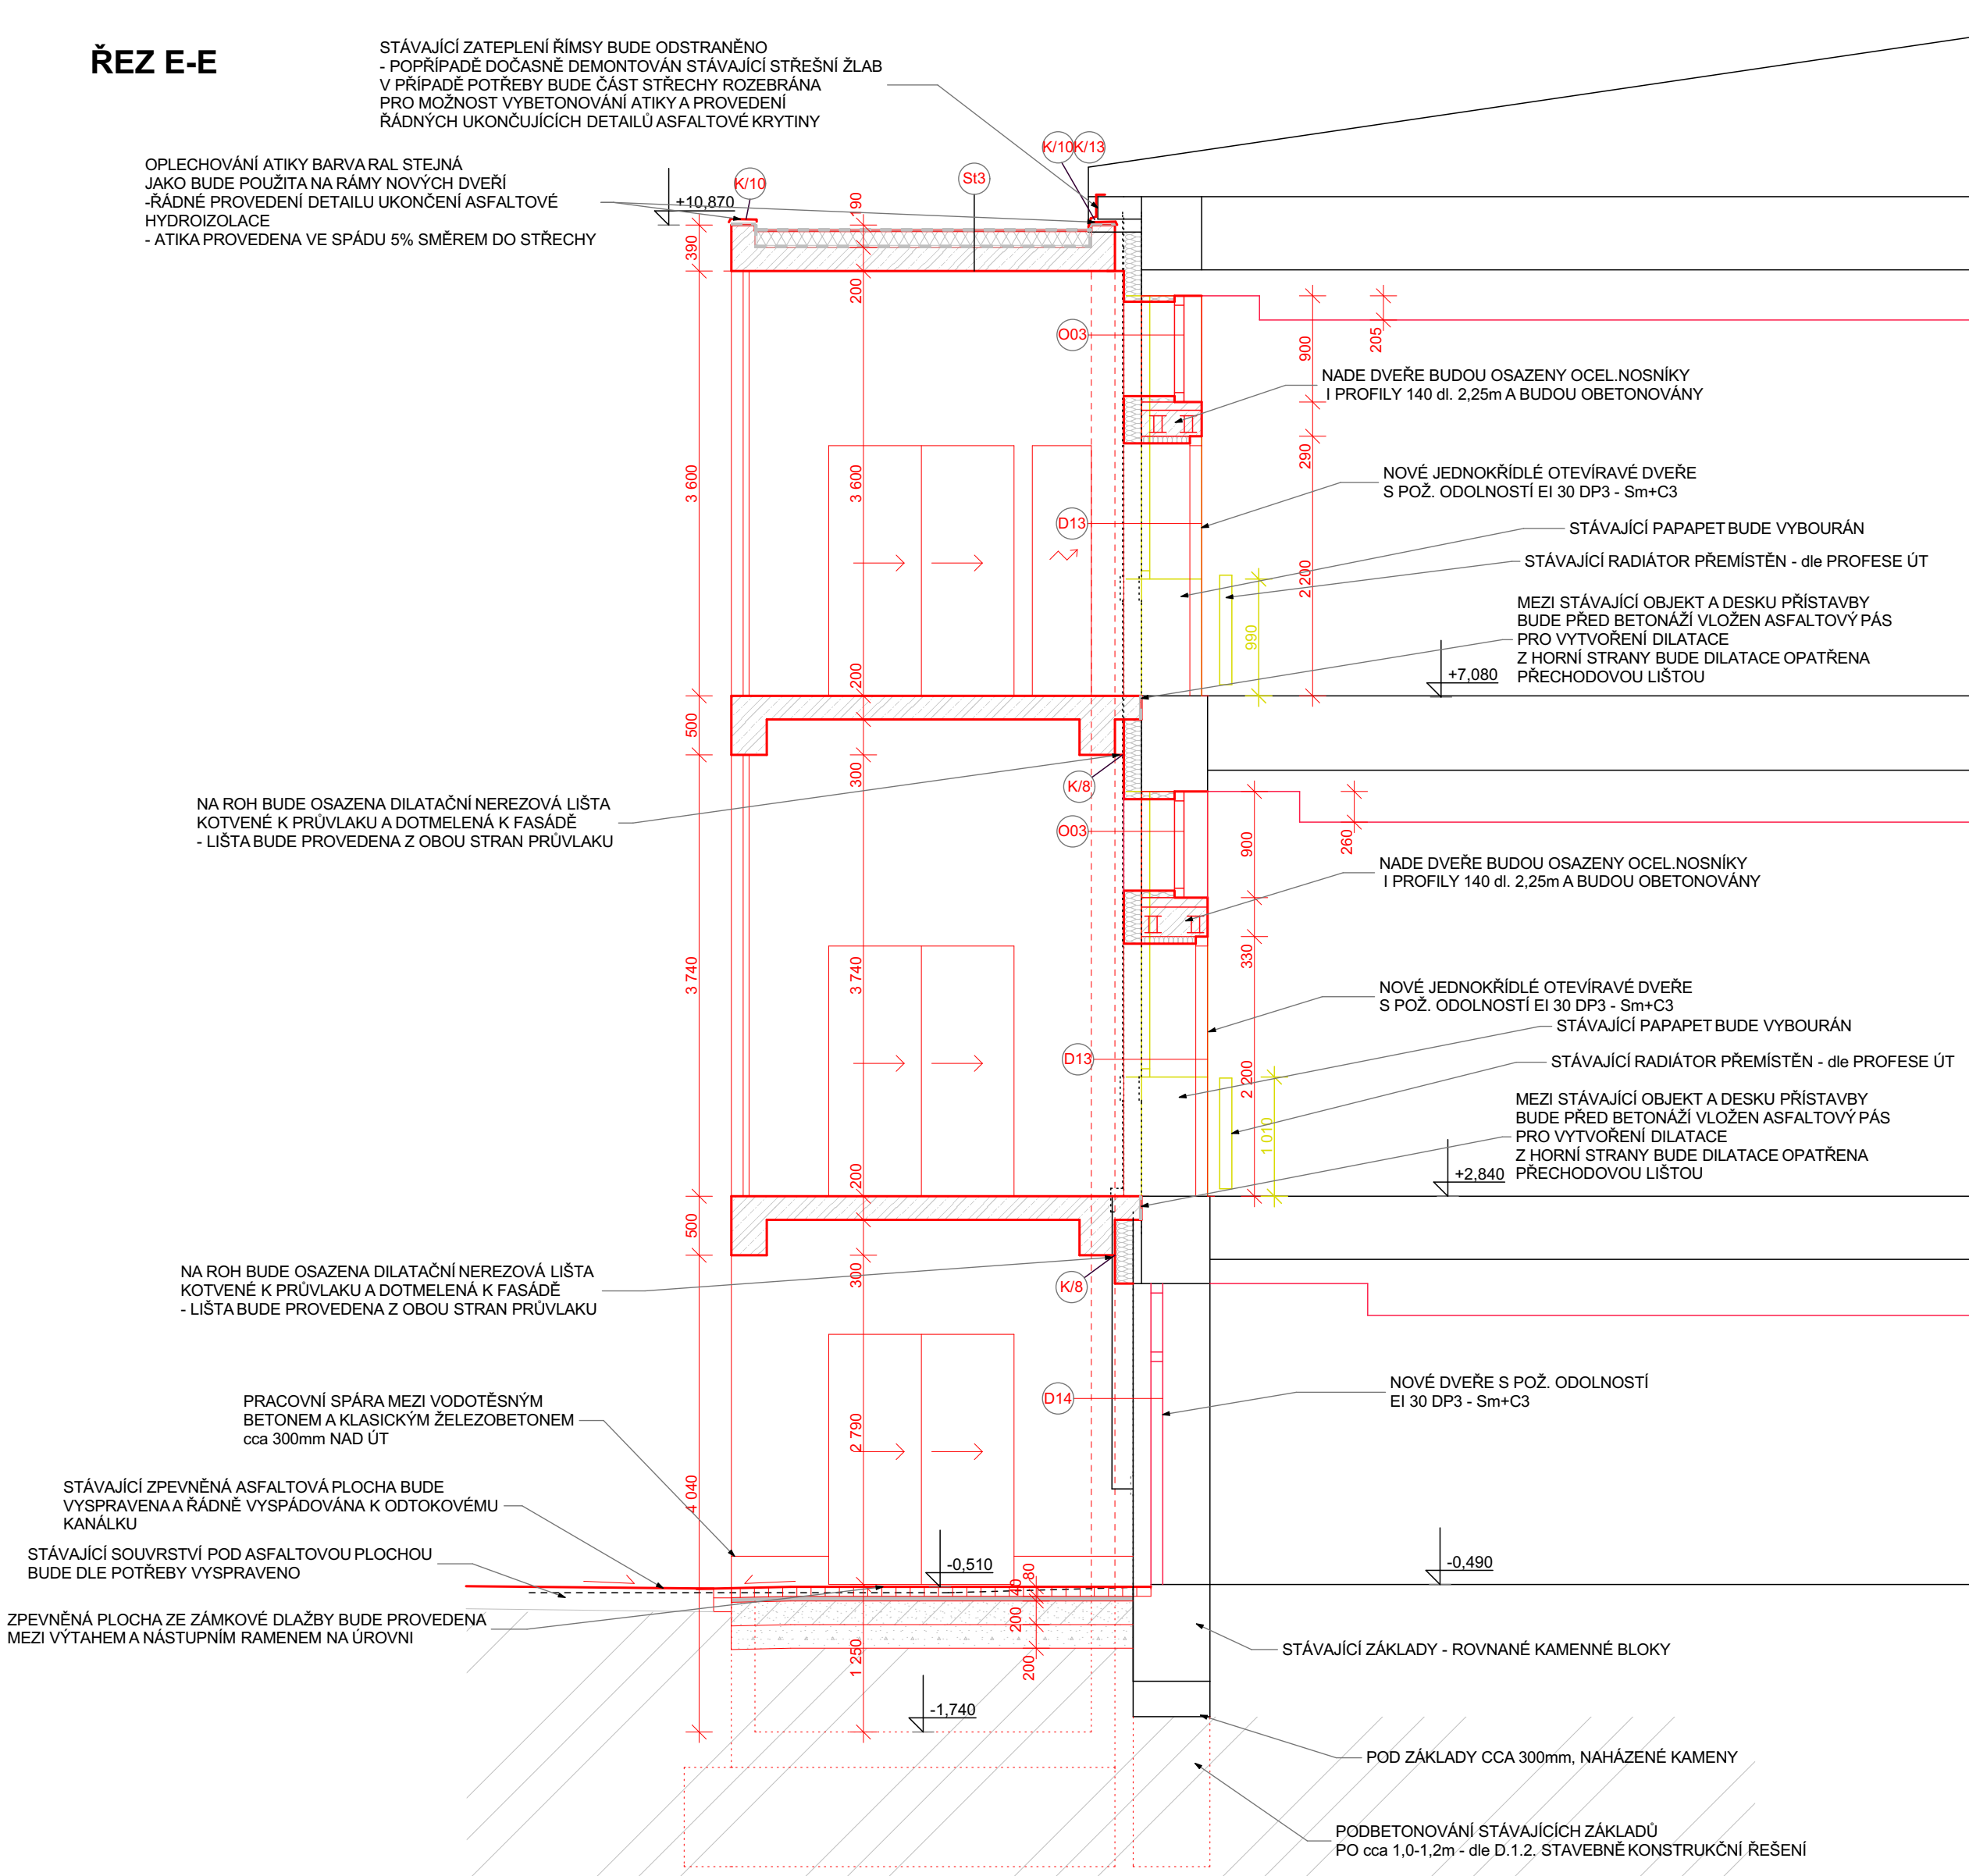 ŘEZ E-E
STÁVAJÍCÍ ZATEPLENÍ ŘÍMSY BUDE ODSTRANĚNO
- POPŘÍPADĚ DOČASNĚ DEMONTOVÁN STÁVAJÍCÍ STŘEŠNÍ ŽLAB
V PŘÍPADĚ POTŘEBY BUDE ČÁST STŘECHY ROZEBRÁNA
PRO MOŽNOST VYBETONOVÁNÍ ATIKY A PROVEDENÍ
ŘÁDNÝCH UKONČUJÍCÍCH DETAILŮ ASFALTOVÉ KRYTINY
OPLECHOVÁNÍ ATIKY BARVA RAL STEJNÁ
JAKO BUDE POUŽITA NA RÁMY NOVÝCH DVEŘÍ
-ŘÁDNÉ PROVEDENÍ DETAILU UKONČENÍ ASFALTOVÉ
HYDROIZOLACE
- ATIKA PROVEDENA VE SPÁDU 5% SMĚREM DO STŘECHY
+10,870
K/10
St3
K/10
K/13
390
190
200
O03
900
205
NADE DVEŘE BUDOU OSAZENY OCEL.NOSNÍKY
I PROFILY 140 dl. 2,25m A BUDOU OBETONOVÁNY
290
3 600
3 600
NOVÉ JEDNOKŘÍDLÉ OTEVÍRAVÉ DVEŘE
S POŽ. ODOLNOSTÍ EI 30 DP3 - Sm+C3
D13
STÁVAJÍCÍ PAPAPET BUDE VYBOURÁN
STÁVAJÍCÍ RADIÁTOR PŘEMÍSTĚN - dle PROFESE ÚT
2 200
990
MEZI STÁVAJÍCÍ OBJEKT A DESKU PŘÍSTAVBY
BUDE PŘED BETONÁŽÍ VLOŽEN ASFALTOVÝ PÁS
PRO VYTVOŘENÍ DILATACE
Z HORNÍ STRANY BUDE DILATACE OPATŘENA
PŘECHODOVOU LIŠTOU
+7,080
200
500
300
K/8
NA ROH BUDE OSAZENA DILATAČNÍ NEREZOVÁ LIŠTA
KOTVENÉ K PRŮVLAKU A DOTMELENÁ K FASÁDĚ
- LIŠTA BUDE PROVEDENA Z OBOU STRAN PRŮVLAKU
O03
900
260
NADE DVEŘE BUDOU OSAZENY OCEL.NOSNÍKY
I PROFILY 140 dl. 2,25m A BUDOU OBETONOVÁNY
330
3 740
3 740
NOVÉ JEDNOKŘÍDLÉ OTEVÍRAVÉ DVEŘE
S POŽ. ODOLNOSTÍ EI 30 DP3 - Sm+C3
D13
STÁVAJÍCÍ PAPAPET BUDE VYBOURÁN
STÁVAJÍCÍ RADIÁTOR PŘEMÍSTĚN - dle PROFESE ÚT
2 200
1 010
MEZI STÁVAJÍCÍ OBJEKT A DESKU PŘÍSTAVBY
BUDE PŘED BETONÁŽÍ VLOŽEN ASFALTOVÝ PÁS
PRO VYTVOŘENÍ DILATACE
Z HORNÍ STRANY BUDE DILATACE OPATŘENA
PŘECHODOVOU LIŠTOU
+2,840
200
500
300
K/8
NA ROH BUDE OSAZENA DILATAČNÍ NEREZOVÁ LIŠTA
KOTVENÉ K PRŮVLAKU A DOTMELENÁ K FASÁDĚ
- LIŠTA BUDE PROVEDENA Z OBOU STRAN PRŮVLAKU
NOVÉ DVEŘE S POŽ. ODOLNOSTÍ
EI 30 DP3 - Sm+C3
D14
PRACOVNÍ SPÁRA MEZI VODOTĚSNÝM
BETONEM A KLASICKÝM ŽELEZOBETONEM
cca 300mm NAD ÚT
2 790
4 040
STÁVAJÍCÍ ZPEVNĚNÁ ASFALTOVÁ PLOCHA BUDE
VYSPRAVENA A ŘÁDNĚ VYSPÁDOVÁNA K ODTOKOVÉMU
KANÁLKU
STÁVAJÍCÍ SOUVRSTVÍ POD ASFALTOVOU PLOCHOU
BUDE DLE POTŘEBY VYSPRAVENO
-0,510
-0,490
80
40
200
200
ZPEVNĚNÁ PLOCHA ZE ZÁMKOVÉ DLAŽBY BUDE PROVEDENA
MEZI VÝTAHEM A NÁSTUPNÍM RAMENEM NA ÚROVNI
1 250
STÁVAJÍCÍ ZÁKLADY - ROVNANÉ KAMENNÉ BLOKY
-1,740
POD ZÁKLADY CCA 300mm, NAHÁZENÉ KAMENY
PODBETONOVÁNÍ STÁVAJÍCÍCH ZÁKLADŮ
PO cca 1,0-1,2m - dle D.1.2. STAVEBNĚ KONSTRUKČNÍ ŘEŠENÍ